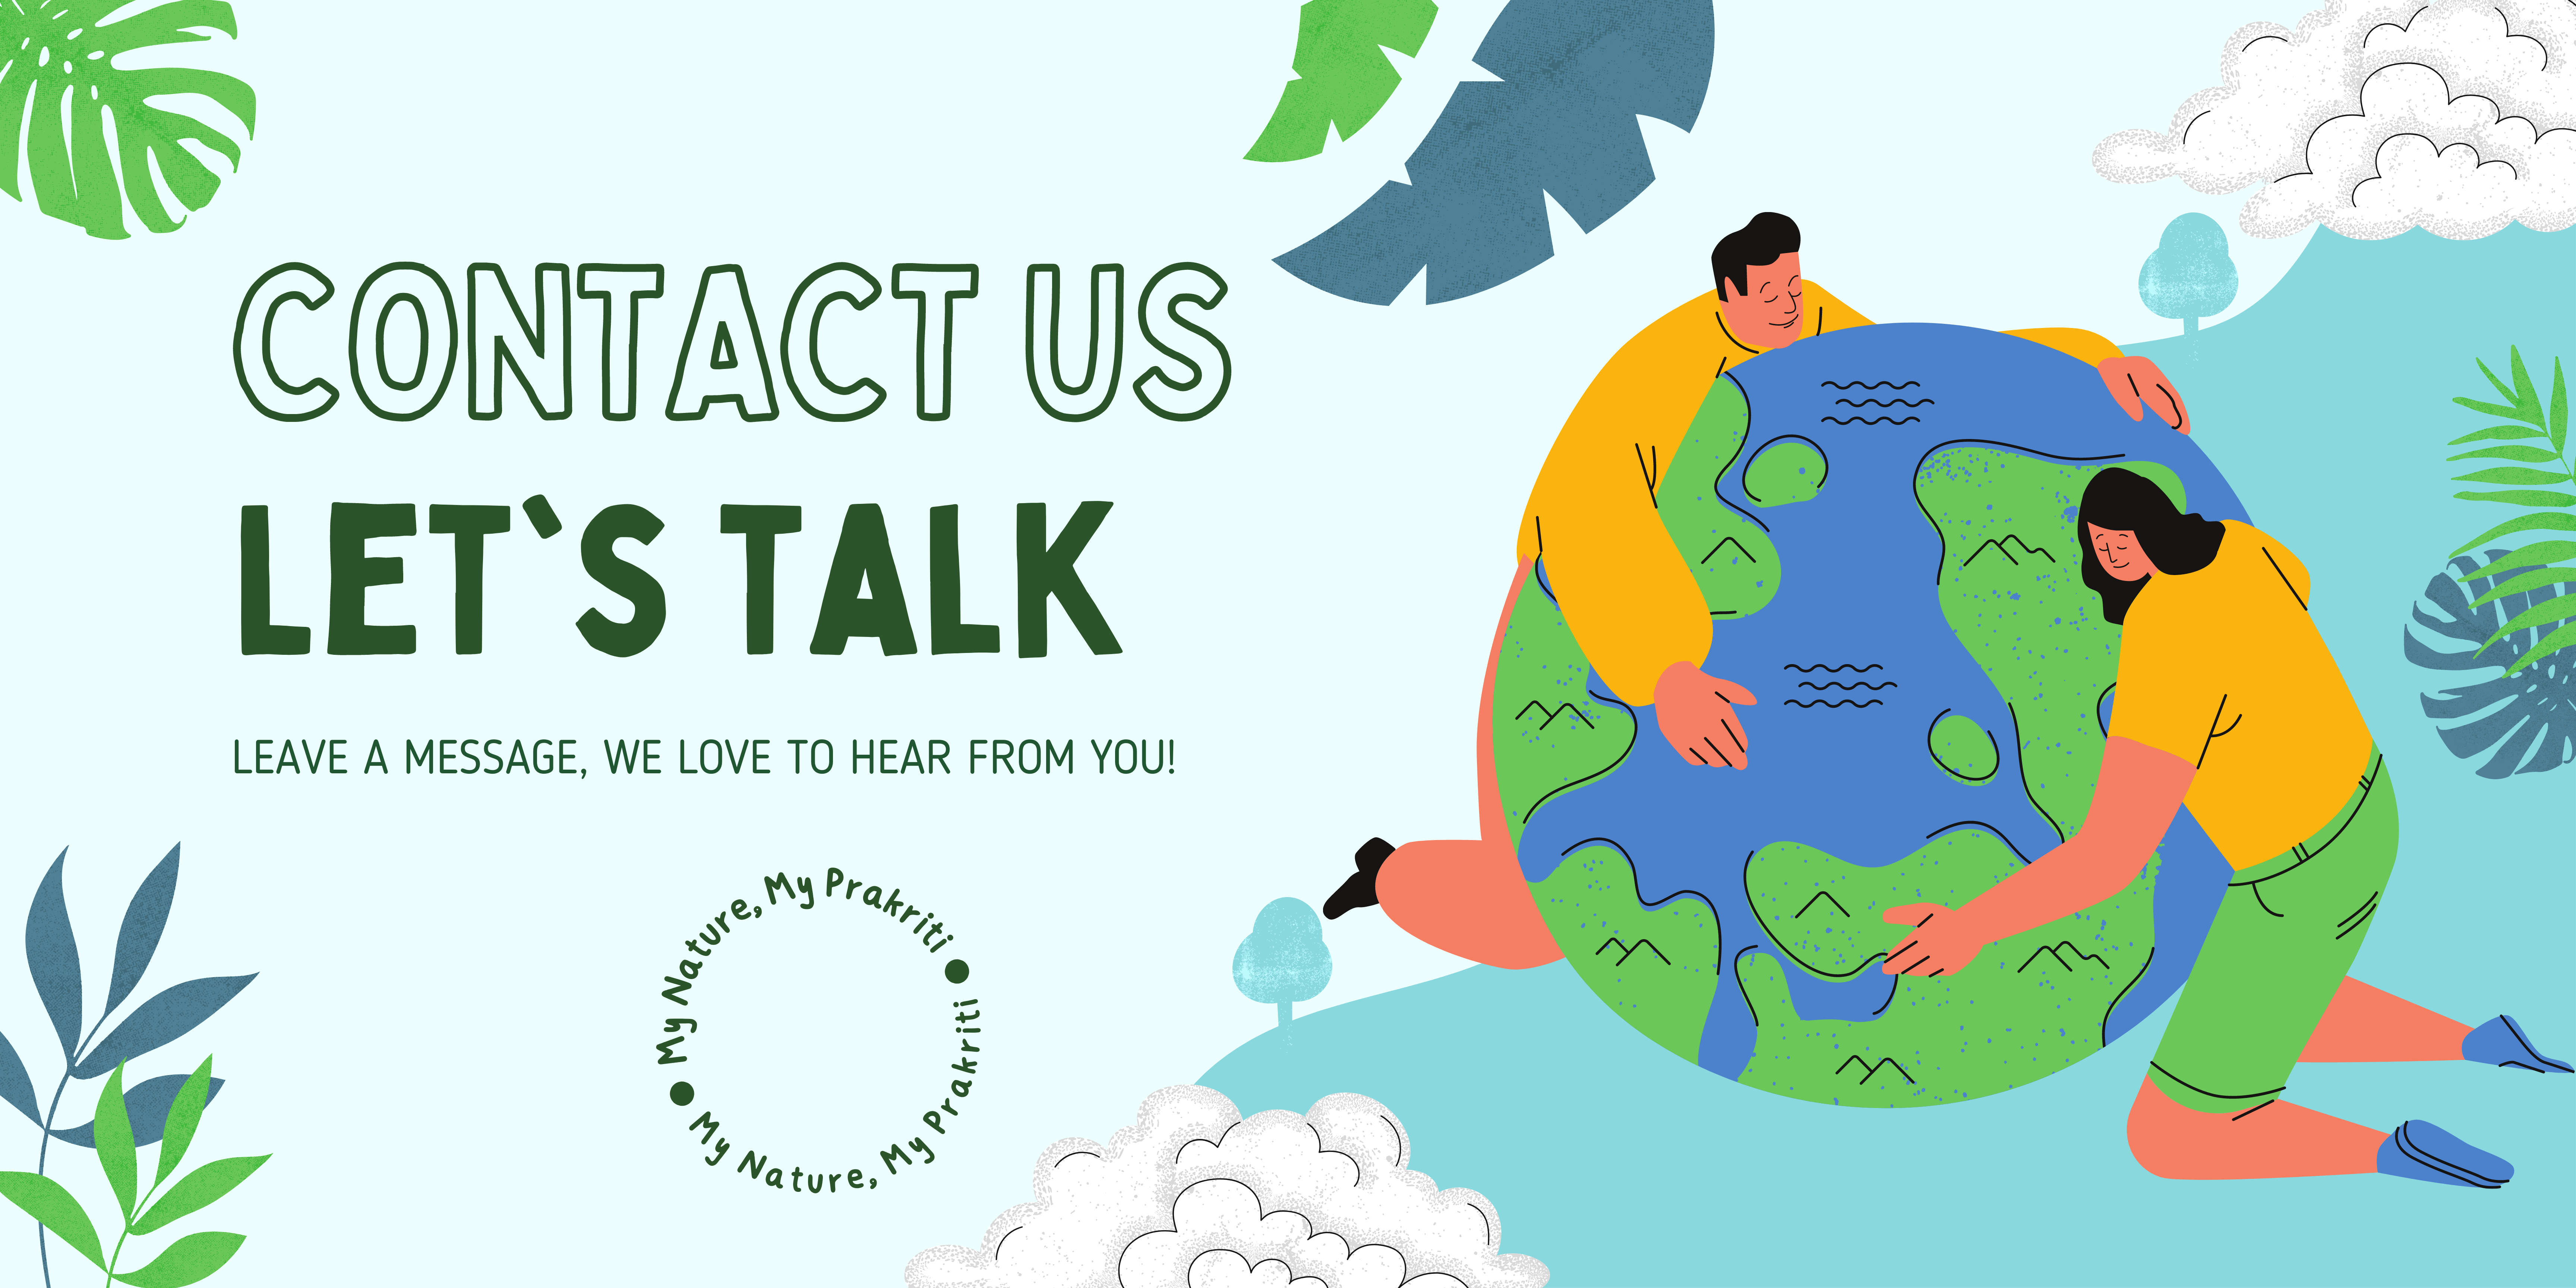 CONTACT US
LET`S TALK
LEAVE A MESSAGE, WE LOVE TO HEAR FROM YOU!
My Nature, My Prakriti
My Nature, My Prakriti